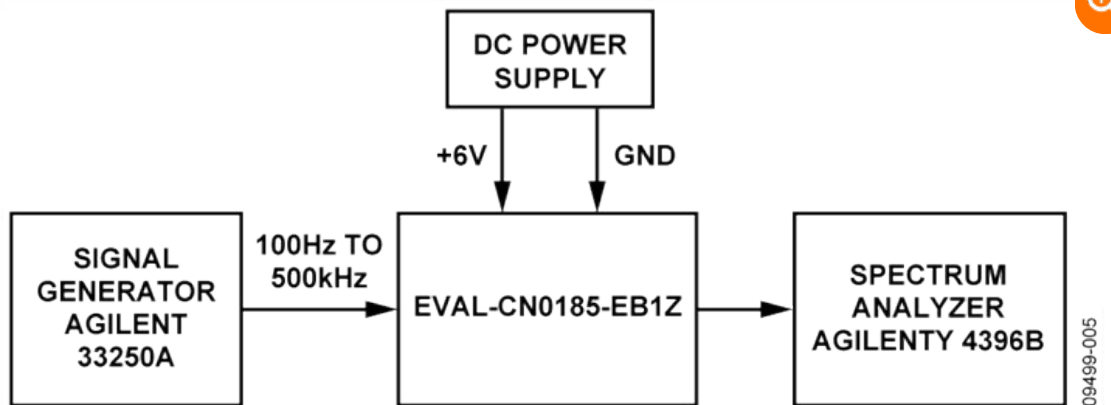 DC POWER
SUPPLY
+6V
GND
SIGNAL
GENERATOR
AGILENT
33250A
100Hz TO
500kHz
EVAL-CN0185-EB1Z
SPECTRUM
ANALYZER
AGILENTY 4396B
09499-005